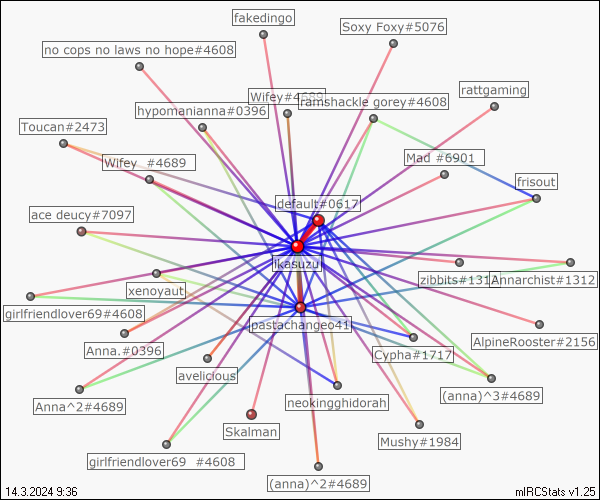 fakedingo
Soxy Foxy#5076
no cops no laws no hope#4608
rattgaming
Wifey#4689
ramshackle gorey#4608
hypomanianna#0396
Toucan#2473
Wifey_ #4689
Mad #6901
frisout
default#0617
ace deucy#7097
ikasuzu
zibbits#1312
Annarchist#1312
xenoyaut
girlfriendlover69#4608
pastachangeo41
AlpineRooster#2156
Anna.#0396
Cypha#1717
avelicious
(anna)^3#4689
neokingghidorah
Anna^2#4689
Skalman
Mushy#1984
girlfriendlover69_#4608
(anna)^2#4689
14.3.2024 9:36
mIRCStats v1.25